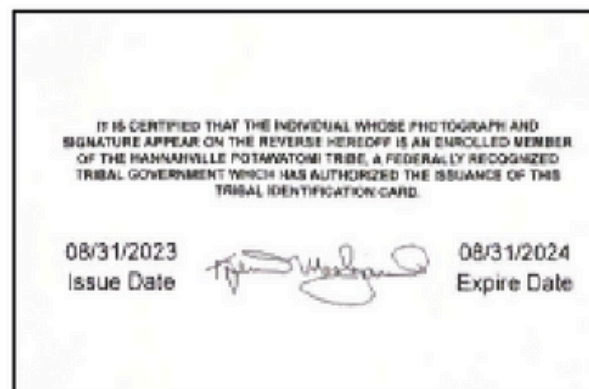 IT IS CERTIFIED THAT THE INDIVIDUAL WHOSE PHOTOGRAPH AND
SIGNATURE APPEAR ON THE REVERSE HEREOFF IS AN ENROLLED MEMBER
OF THE HANNAHVILLE POTAWATOMI TRIBE, A FEDERALLY RECOGNIZED
TRIBAL GOVERNMENT WHICH HAS AUTHORIZED THE ISSUANCE OF THIS
TRIBAL IDENTIFICATION CARD.
08/31/2023
Issue Date
08/31/2024
Expire Date